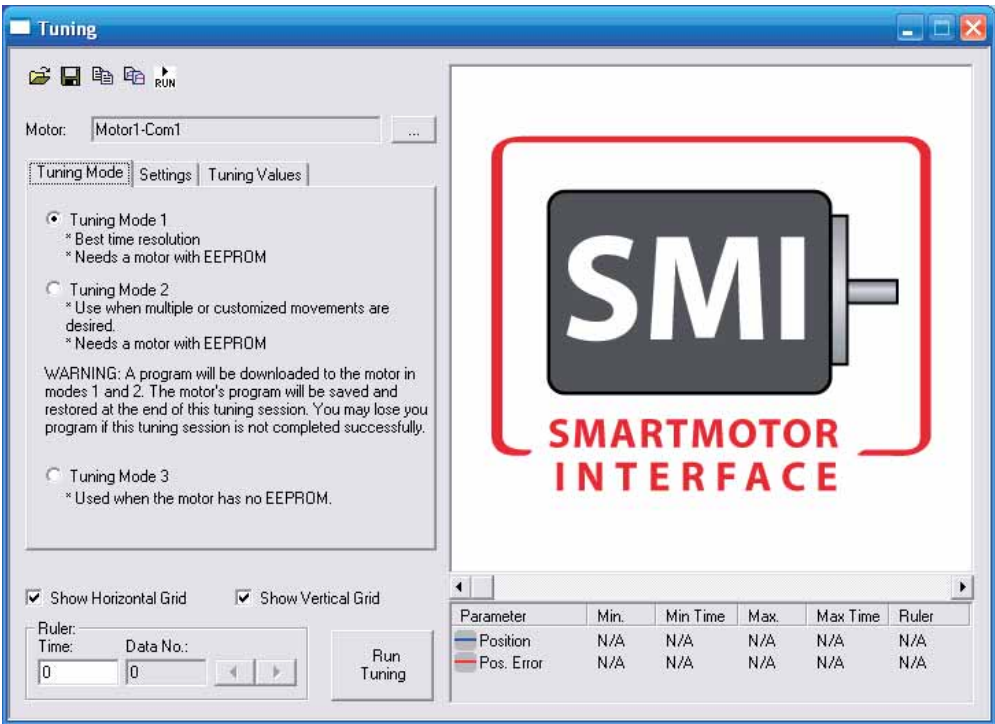 Tuning
RUN
Motor:
Motor1-Com1
...
Tuning Mode
Settings
Tuning Values
Tuning Mode 1
* Best time resolution
* Needs a motor with EEPROM
Tuning Mode 2
* Use when multiple or customized movements are
desired.
* Needs a motor with EEPROM
WARNING: A program will be downloaded to the motor in
modes 1 and 2. The motor's program will be saved and
restored at the end of this tuning session. You may lose you
program if this tuning session is not completed successfully.
Tuning Mode 3
* Used when the motor has no EEPROM.
Show Horizontal Grid
Show Vertical Grid
Ruler:
Time:
Data No.:
0
0
Run
Tuning
SMI
SMARTMOTOR
INTERFACE
Parameter Min. Min Time Max. Max Time Ruler
Position N/A N/A N/A N/A N/A
Pos. Error N/A N/A N/A N/A N/A